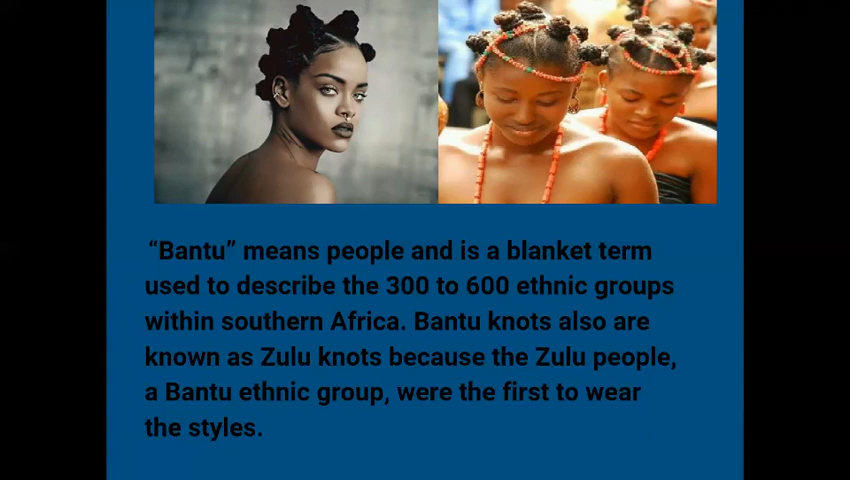 “Bantu” means people and is a blanket term
used to describe the 300 to 600 ethnic groups
within southern Africa. Bantu knots also are
known as Zulu knots because the Zulu people,
a Bantu ethnic group, were the first to wear
the styles.